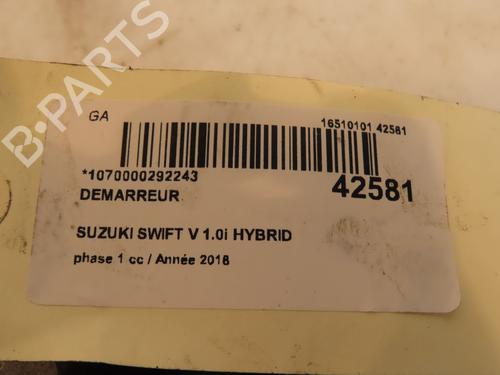 B-PARTS
GA
16510101 42581
*1070000292243
42581
DEMARREUR
SUZUKI SWIFT V 1.0i HYBRID
phase 1 cc / Année 2018